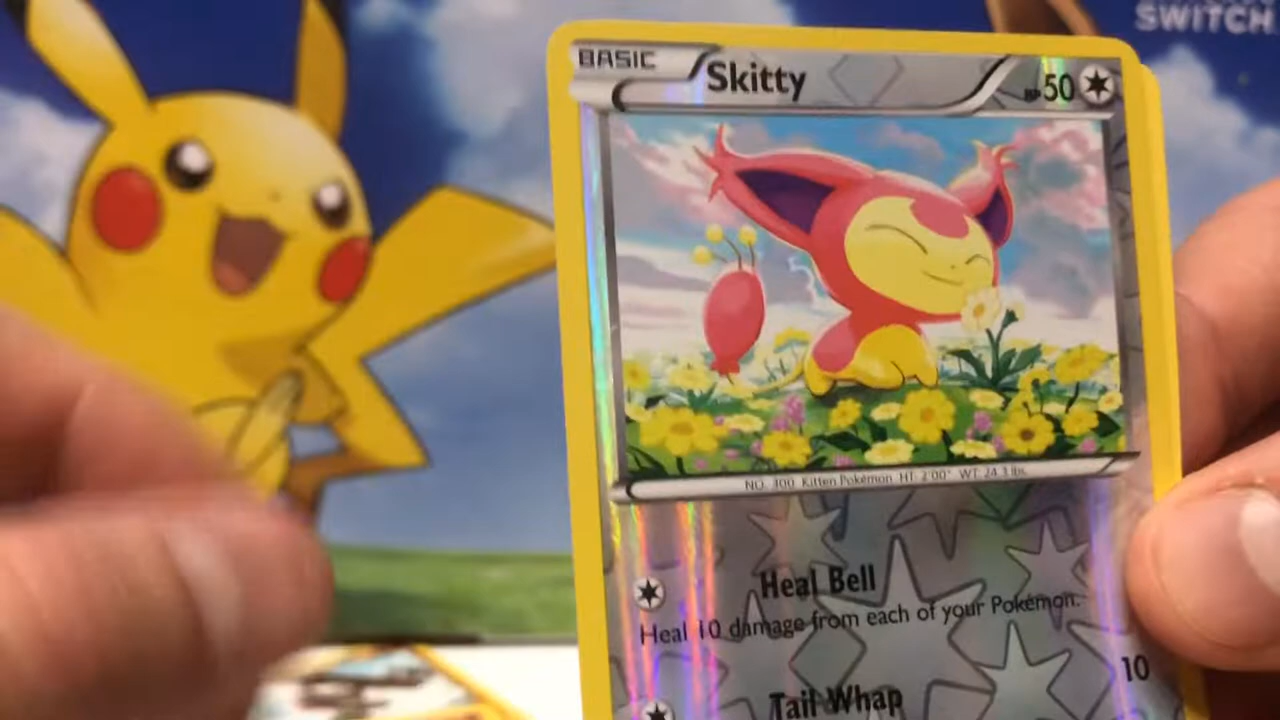 SWITCH
BASIC
Skitty
HP 50
NO. 300 Kitten Pokémon HT: 2'00" WT: 24.3 lbs.
Heal Bell
Heal 10 damage from each of your Pokémon.
Tail Whap
10